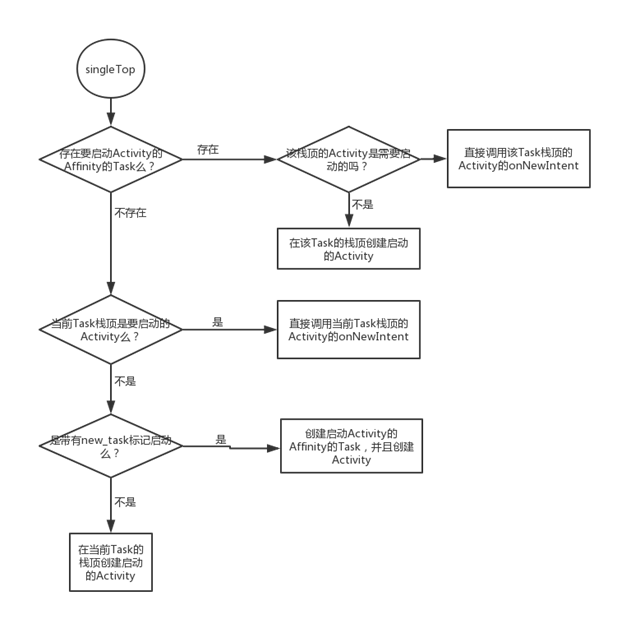 singleTop
存在要启动Activity的
Affinity的Task么？
存在
该栈顶的Activity是需要启
动的吗？
直接调用该Task栈顶的
Activity的onNewIntent
不是
在该Task的栈顶创建启动
的Activity
不存在
当前Task栈顶是要启动的
Activity么？
是
直接调用当前Task栈顶的
Activity的onNewIntent
不是
是带有new_task标记启动
么？
是
创建启动Activity的
Affinity的Task，并且创建
Activity
不是
在当前Task的
栈顶创建启动
的Activity